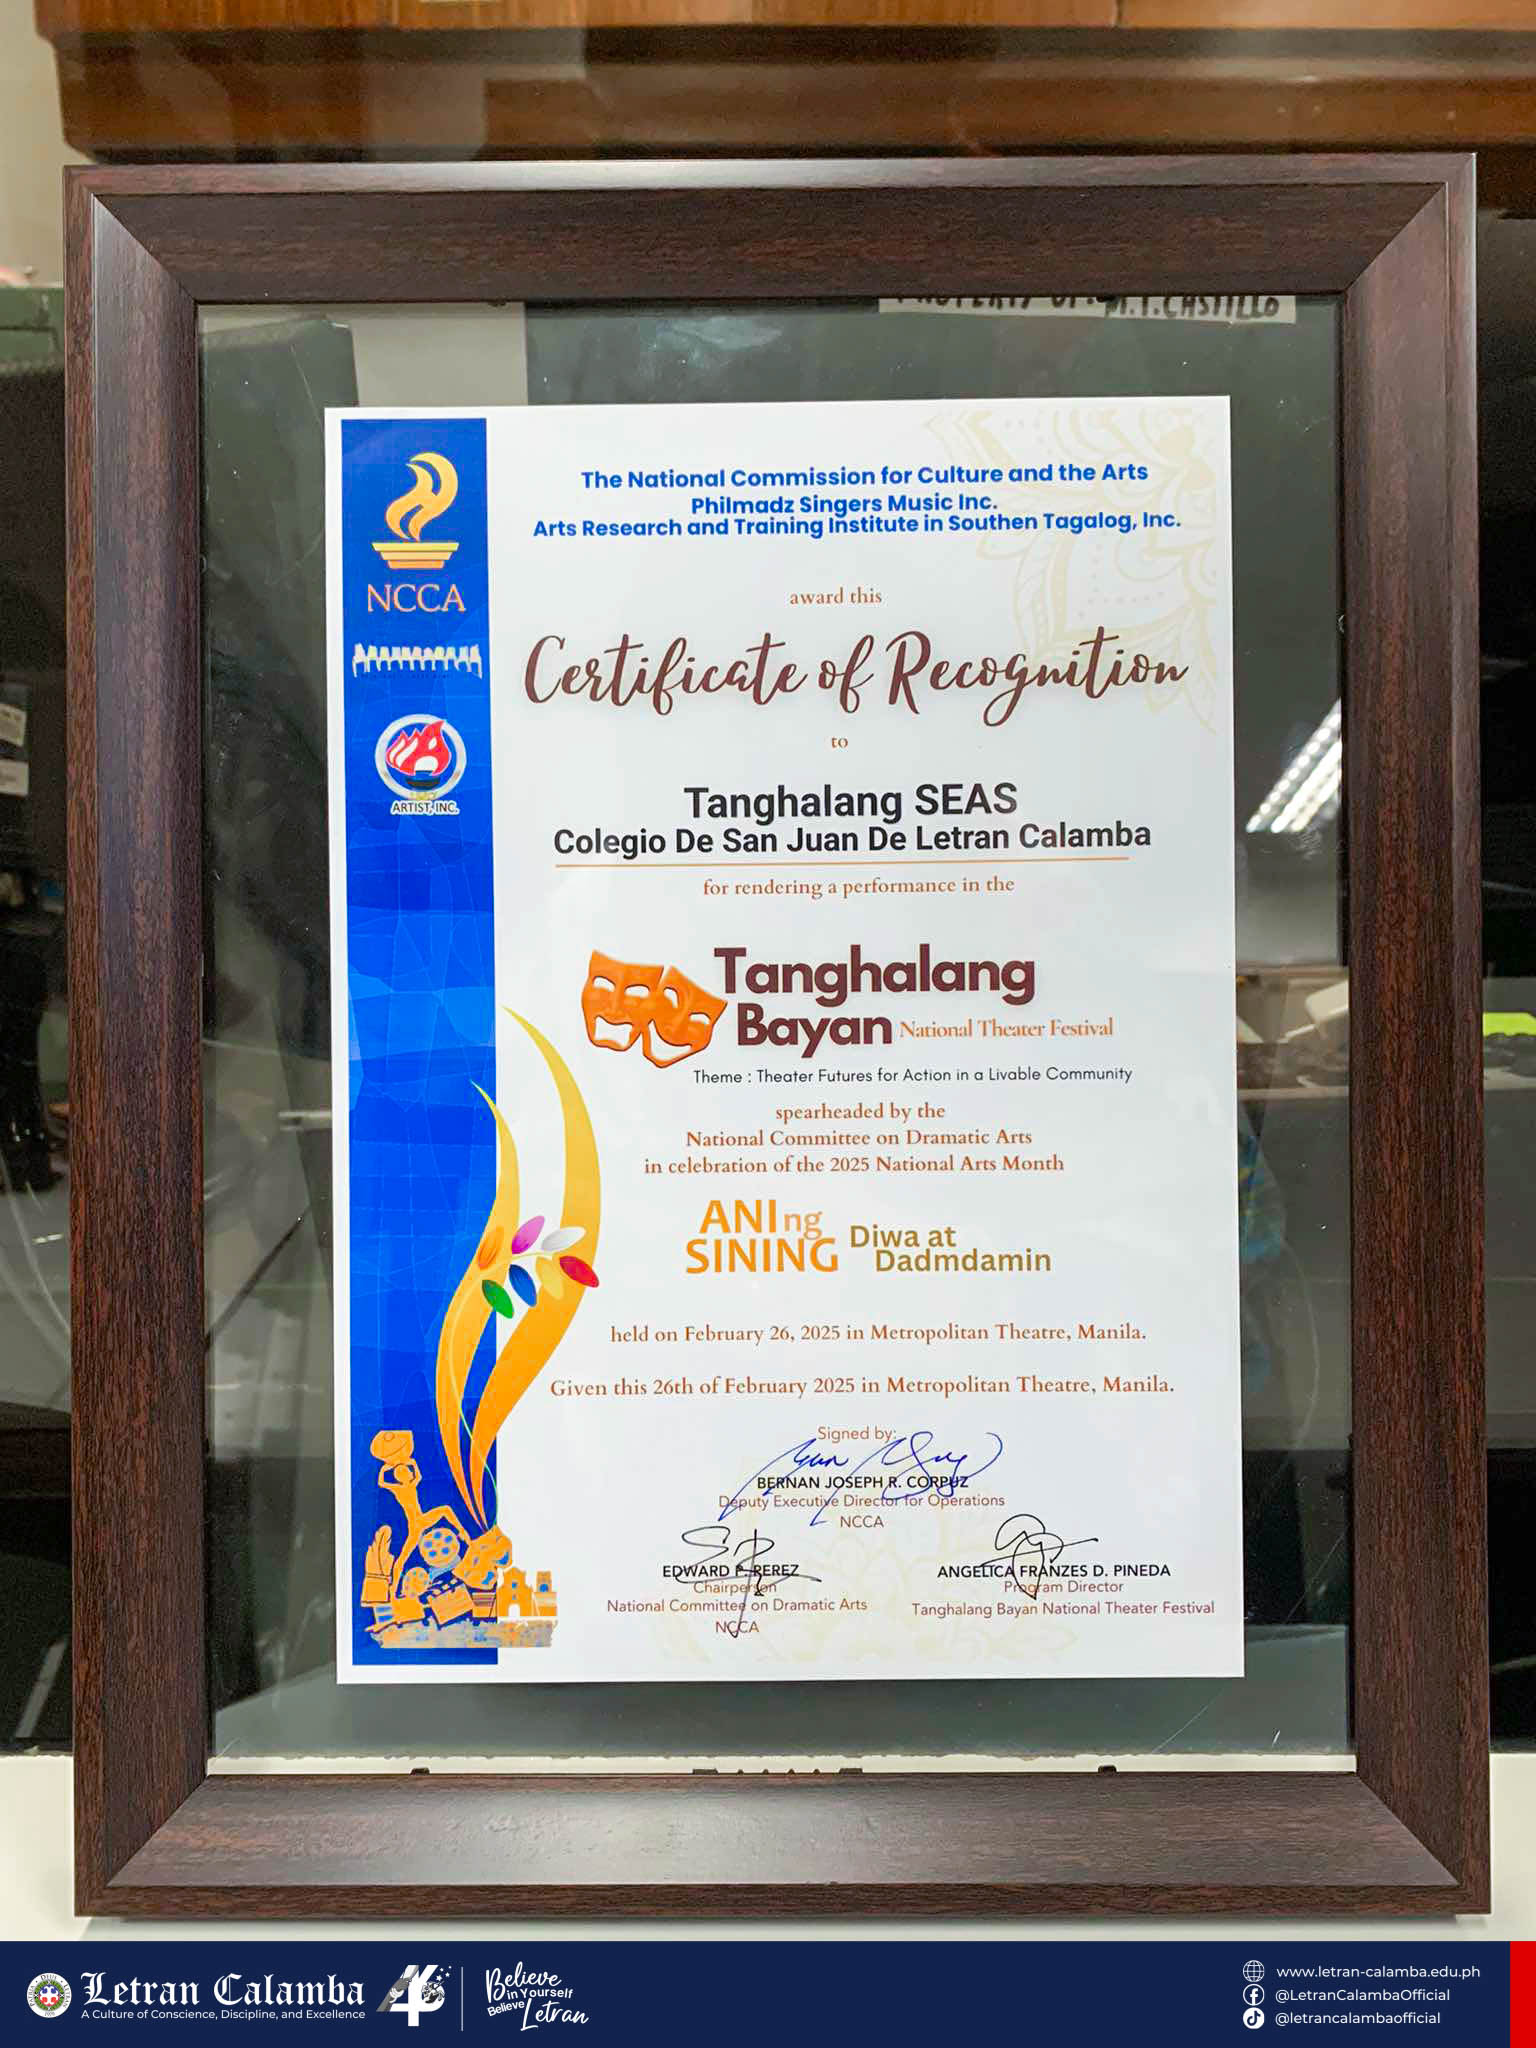 PROPERTY OF: M.T.CASTILLO
NCCA
ARTIST, INC.
The National Commission for Culture and the Arts
Philmadz Singers Music Inc.
Arts Research and Training Institute in Southen Tagalog, Inc.
award this
Certificate of Recognition
to
Tanghalang SEAS
Colegio De San Juan De Letran Calamba
for rendering a performance in the
Tanghalang
Bayan National Theater Festival
Theme : Theater Futures for Action in a Livable Community
spearheaded by the
National Committee on Dramatic Arts
in celebration of the 2025 National Arts Month
ANI ng
SINING
Diwa at
Dadmdamin
held on February 26, 2025 in Metropolitan Theatre, Manila.
Given this 26th of February 2025 in Metropolitan Theatre, Manila.
Signed by:
BERNAN JOSEPH R. CORPUZ
Deputy Executive Director for Operations
NCCA
EDWARD P. PEREZ
Chairperson
National Committee on Dramatic Arts
NCCA
ANGELICA FRANZES D. PINEDA
Program Director
Tanghalang Bayan National Theater Festival
Letran Calamba
A Culture of Conscience, Discipline, and Excellence
46
Believe
in Yourself
Believe
Letran
www.letran-calamba.edu.ph
@LetranCalambaOfficial
@letrancalambaofficial